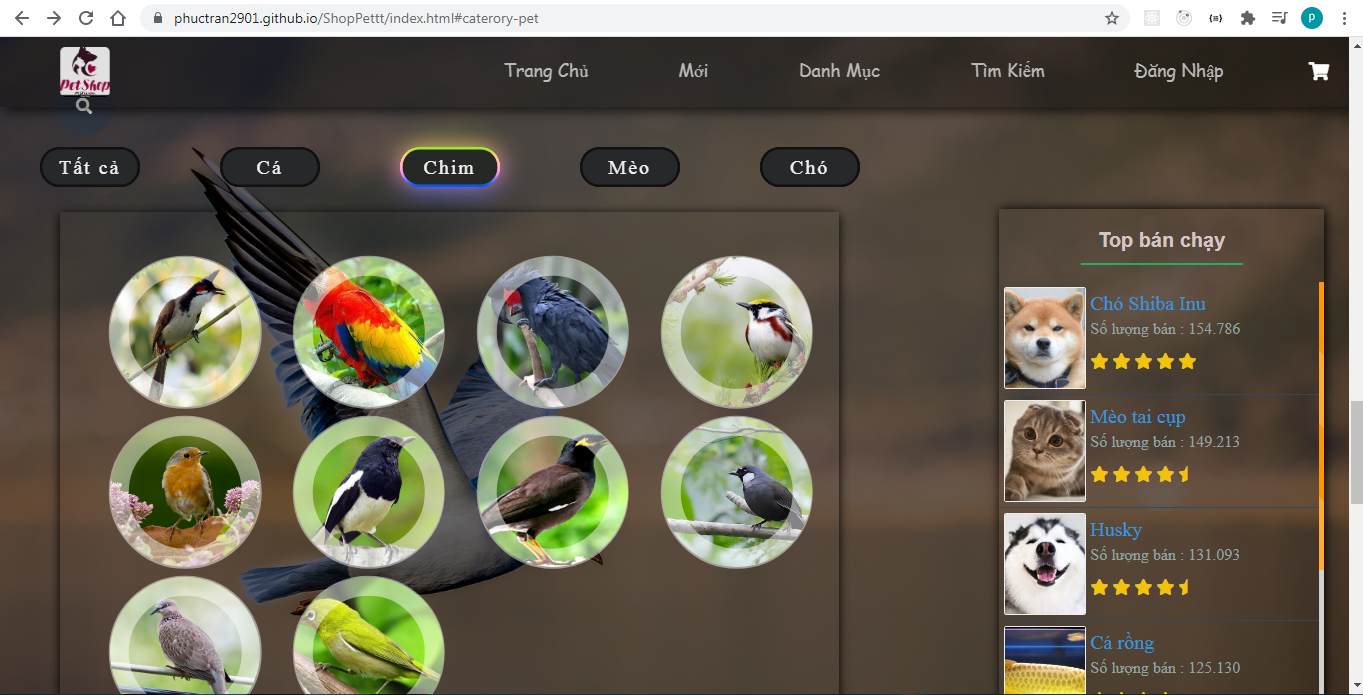 phuctran2901.github.io/ShopPettt/index.html#caterory-pet
P
PetShop
Trang Chủ
Mới
Danh Mục
Tìm Kiếm
Đăng Nhập
Tất cả
Cá
Chim
Mèo
Chó
Top bán chạy
Chó Shiba Inu
Số lượng bán : 154.786
Mèo tai cụp
Số lượng bán : 149.213
Husky
Số lượng bán : 131.093
Cá rồng
Số lượng bán : 125.130